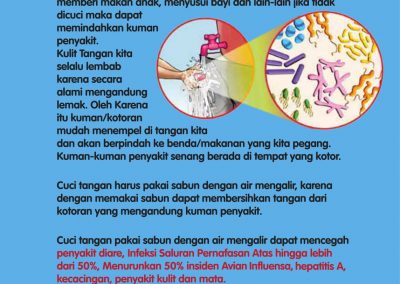 memberi makan anak, menyusui bayi dan lain-lain jika tidak
dicuci maka dapat
memindahkan kuman
penyakit.
Kulit Tangan kita
selalu lembab
karena secara
alami mengandung
lemak. Oleh Karena
itu kuman/kotoran
mudah menempel di tangan kita
dan akan berpindah ke benda/makanan yang kita pegang.
Kuman-kuman penyakit senang berada di tempat yang kotor.
Cuci tangan harus pakai sabun dengan air mengalir, karena
dengan memakai sabun dapat membersihkan tangan dari
kotoran yang mengandung kuman penyakit.
Cuci tangan pakai sabun dengan air mengalir dapat mencegah
penyakit diare, Infeksi Saluran Pernafasan Atas hingga lebih
dari 50%, Menurunkan 50% insiden Avian Influensa, hepatitis A,
kecacingan, penyakit kulit dan mata.